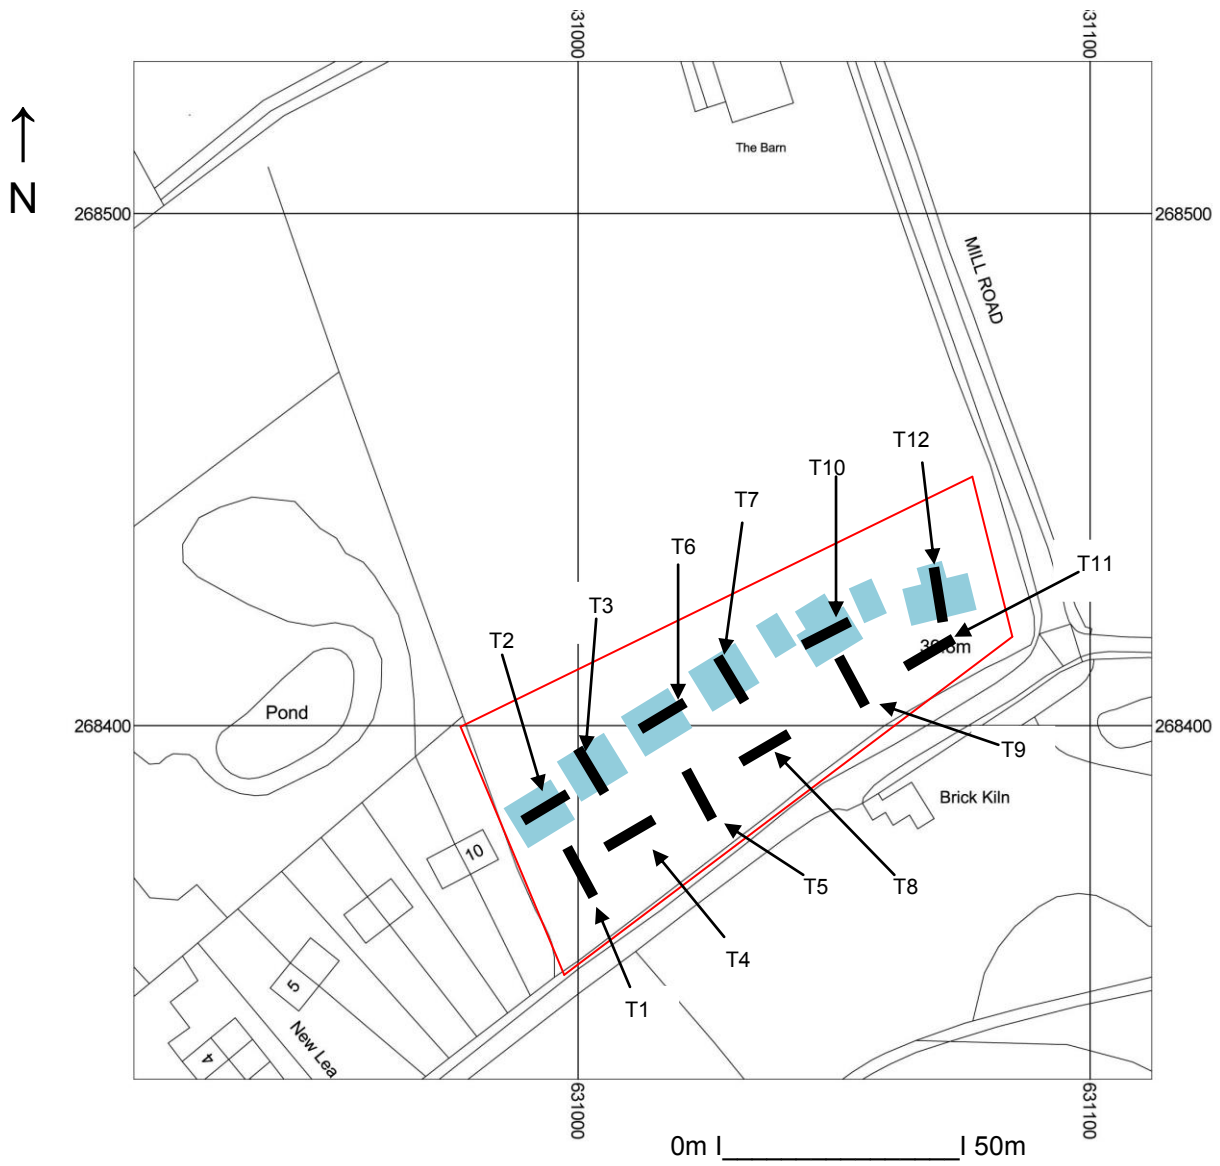 31000
31100
↑
N
The Barn
268500
268500
MILL ROAD
T12
T10
T7
T6
T11
T3
T2
Pond
268400
268400
T9
Brick Kiln
10
T5
T8
T4
5
T1
New Lea
4
631000
631100
0m I________________I 50m